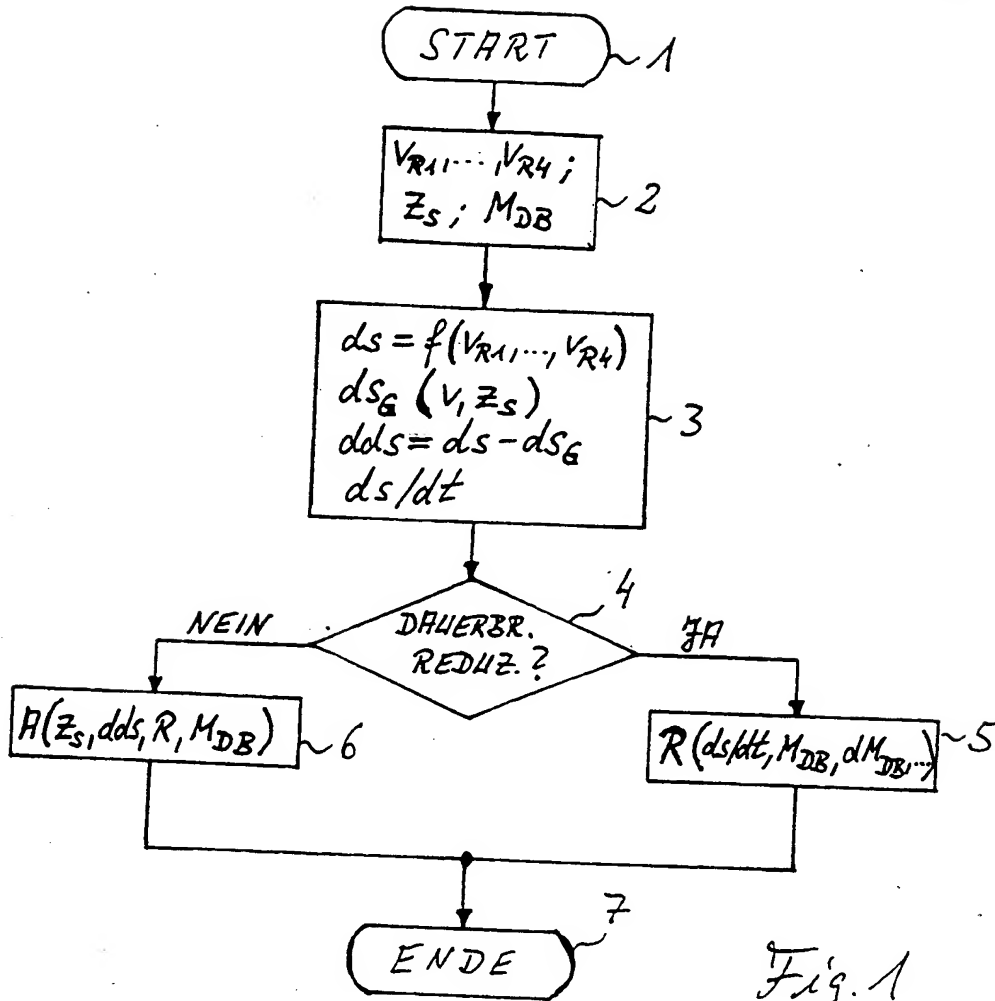 START
1
V_R1, ..., V_R4 ;
Z_S ; M_DB
2
ds = f(V_R1, ..., V_R4)
ds_G (V, Z_S)
dds = ds - ds_G
ds/dt
3
4
DAUERBR.
REDUZ.?
NEIN
JA
A(Z_S, dds, R, M_DB)
6
R(ds/dt, M_DB, dM_DB, ...)
5
7
ENDE
Fig. 1